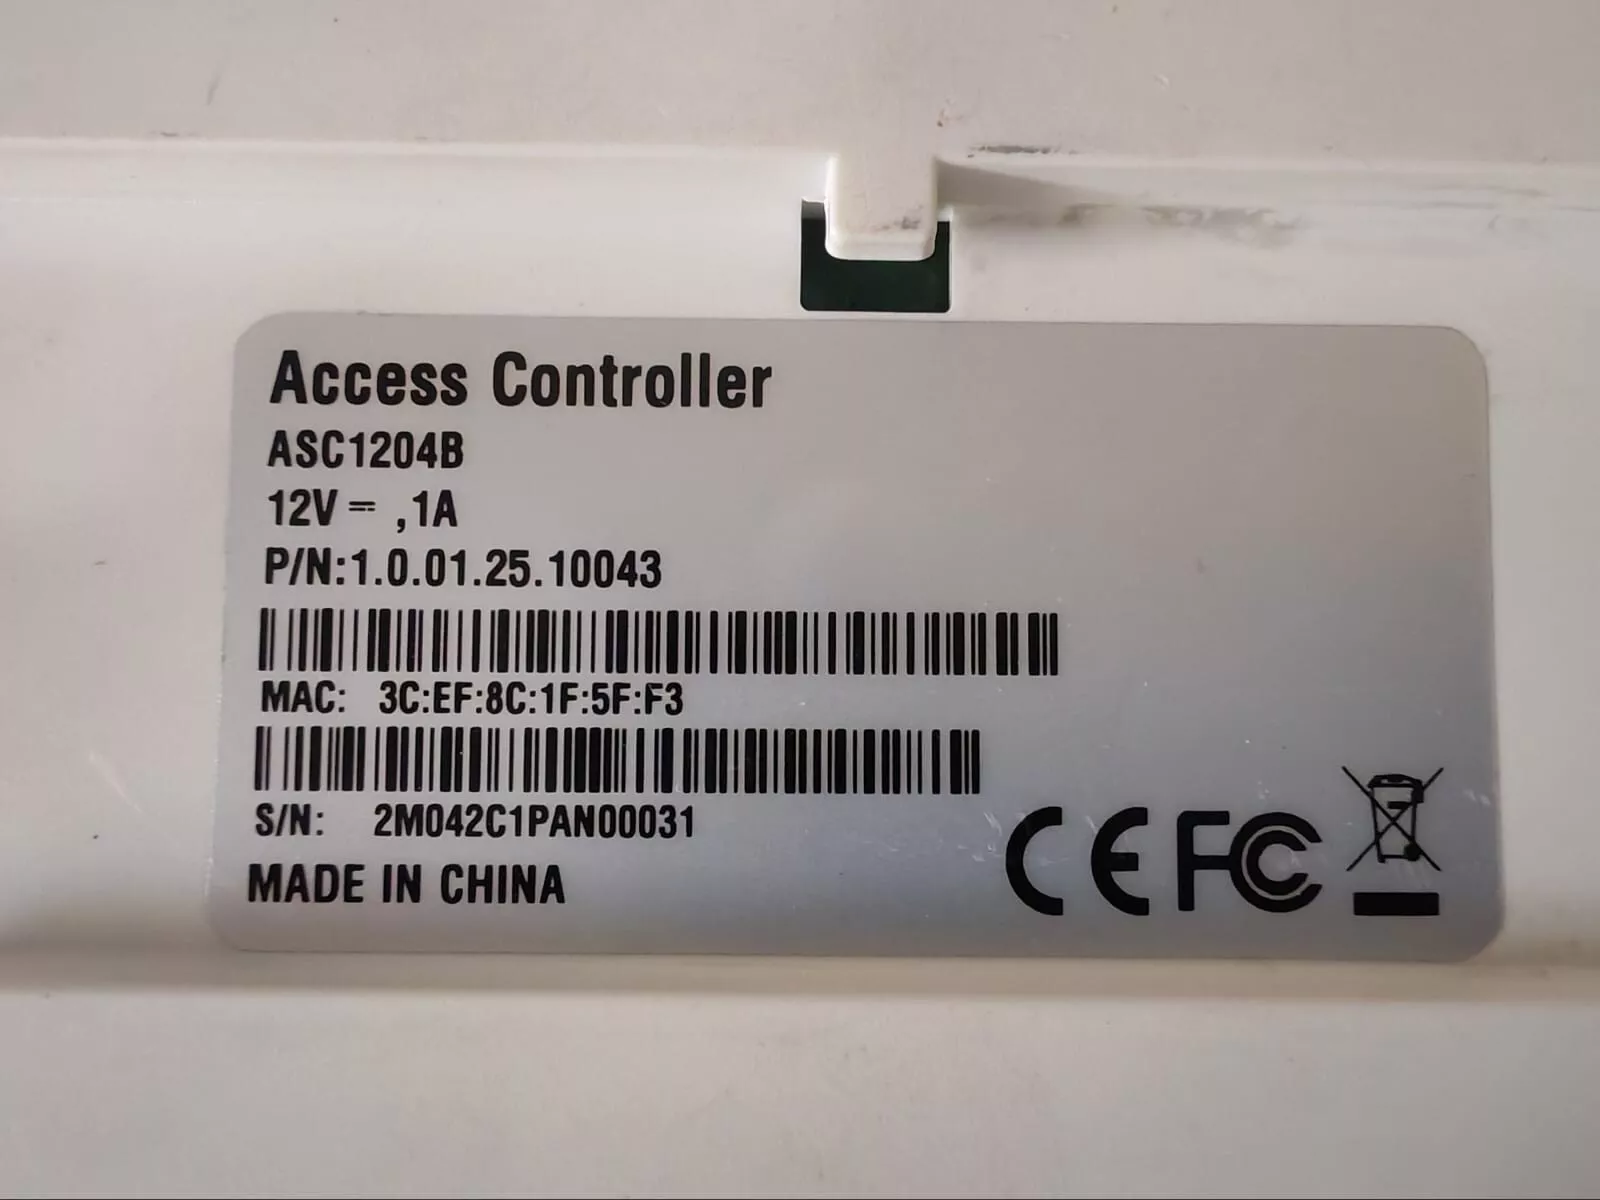 Access Controller
ASC1204B
12V⎓ ,1A
P/N:1.0.01.25.10043
MAC: 3C:EF:8C:1F:5F:F3
S/N: 2M042C1PAN00031
MADE IN CHINA
CE FC